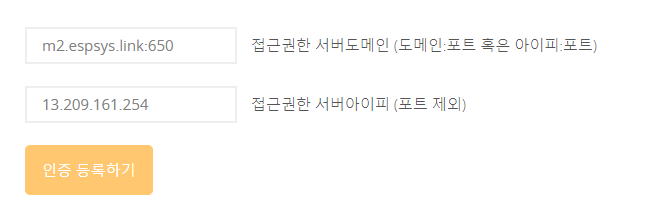 m2.espsys.link:650 접근권한 서버도메인 (도메인:포트 혹은 아이피:포트)
13.209.161.254 접근권한 서버아이피 (포트 제외)
인증 등록하기